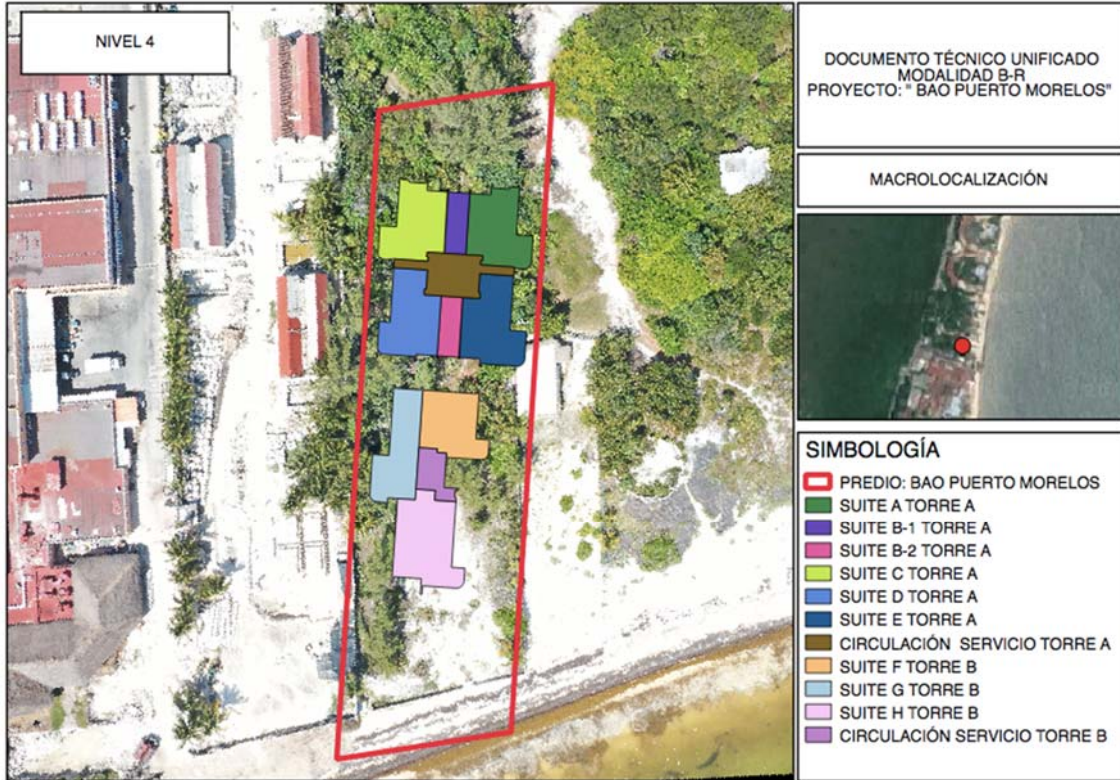 NIVEL 4
DOCUMENTO TÉCNICO UNIFICADO
MODALIDAD B-R
PROYECTO: " BAO PUERTO MORELOS"
MACROLOCALIZACIÓN
SIMBOLOGÍA
PREDIO: BAO PUERTO MORELOS
SUITE A TORRE A
SUITE B-1 TORRE A
SUITE B-2 TORRE A
SUITE C TORRE A
SUITE D TORRE A
SUITE E TORRE A
CIRCULACIÓN SERVICIO TORRE A
SUITE F TORRE B
SUITE G TORRE B
SUITE H TORRE B
CIRCULACIÓN SERVICIO TORRE B